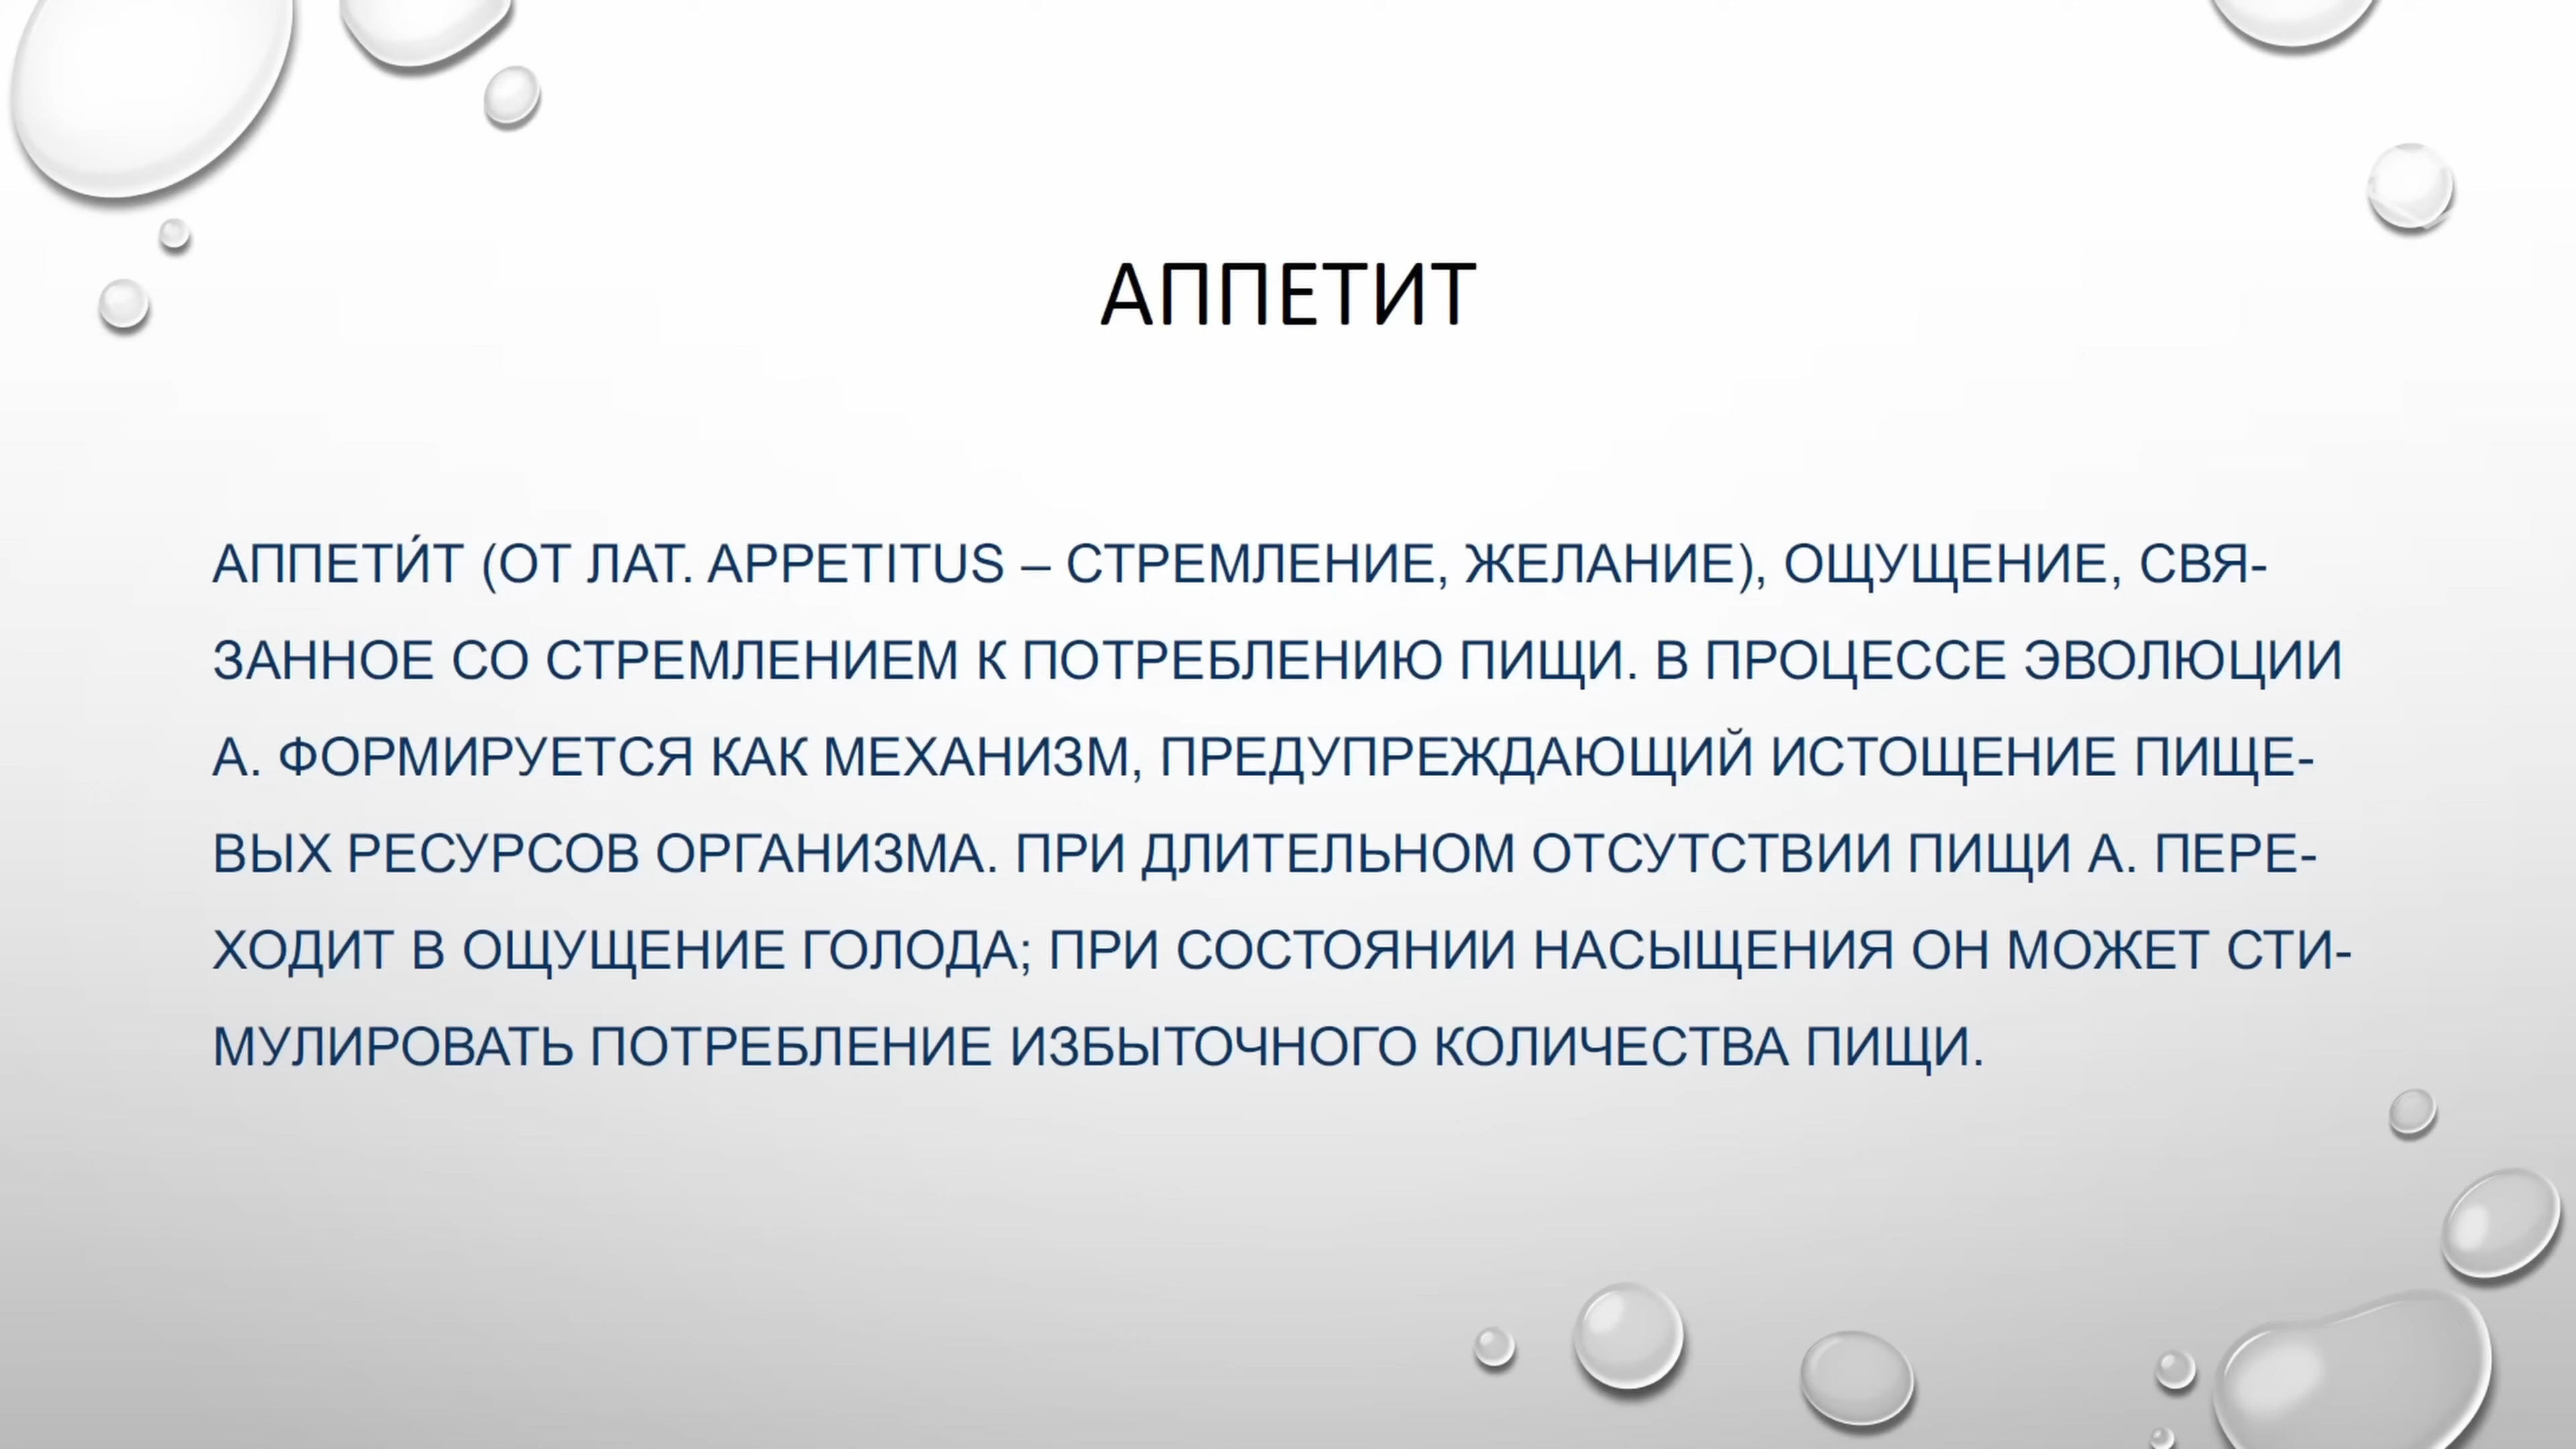 АППЕТИТ
АППЕТИ́Т (ОТ ЛАТ. APPETITUS – СТРЕМЛЕНИЕ, ЖЕЛАНИЕ), ОЩУЩЕНИЕ, СВЯ-
ЗАННОЕ СО СТРЕМЛЕНИЕМ К ПОТРЕБЛЕНИЮ ПИЩИ. В ПРОЦЕССЕ ЭВОЛЮЦИИ
А. ФОРМИРУЕТСЯ КАК МЕХАНИЗМ, ПРЕДУПРЕЖДАЮЩИЙ ИСТОЩЕНИЕ ПИЩЕ-
ВЫХ РЕСУРСОВ ОРГАНИЗМА. ПРИ ДЛИТЕЛЬНОМ ОТСУТСТВИИ ПИЩИ А. ПЕРЕ-
ХОДИТ В ОЩУЩЕНИЕ ГОЛОДА; ПРИ СОСТОЯНИИ НАСЫЩЕНИЯ ОН МОЖЕТ СТИ-
МУЛИРОВАТЬ ПОТРЕБЛЕНИЕ ИЗБЫТОЧНОГО КОЛИЧЕСТВА ПИЩИ.